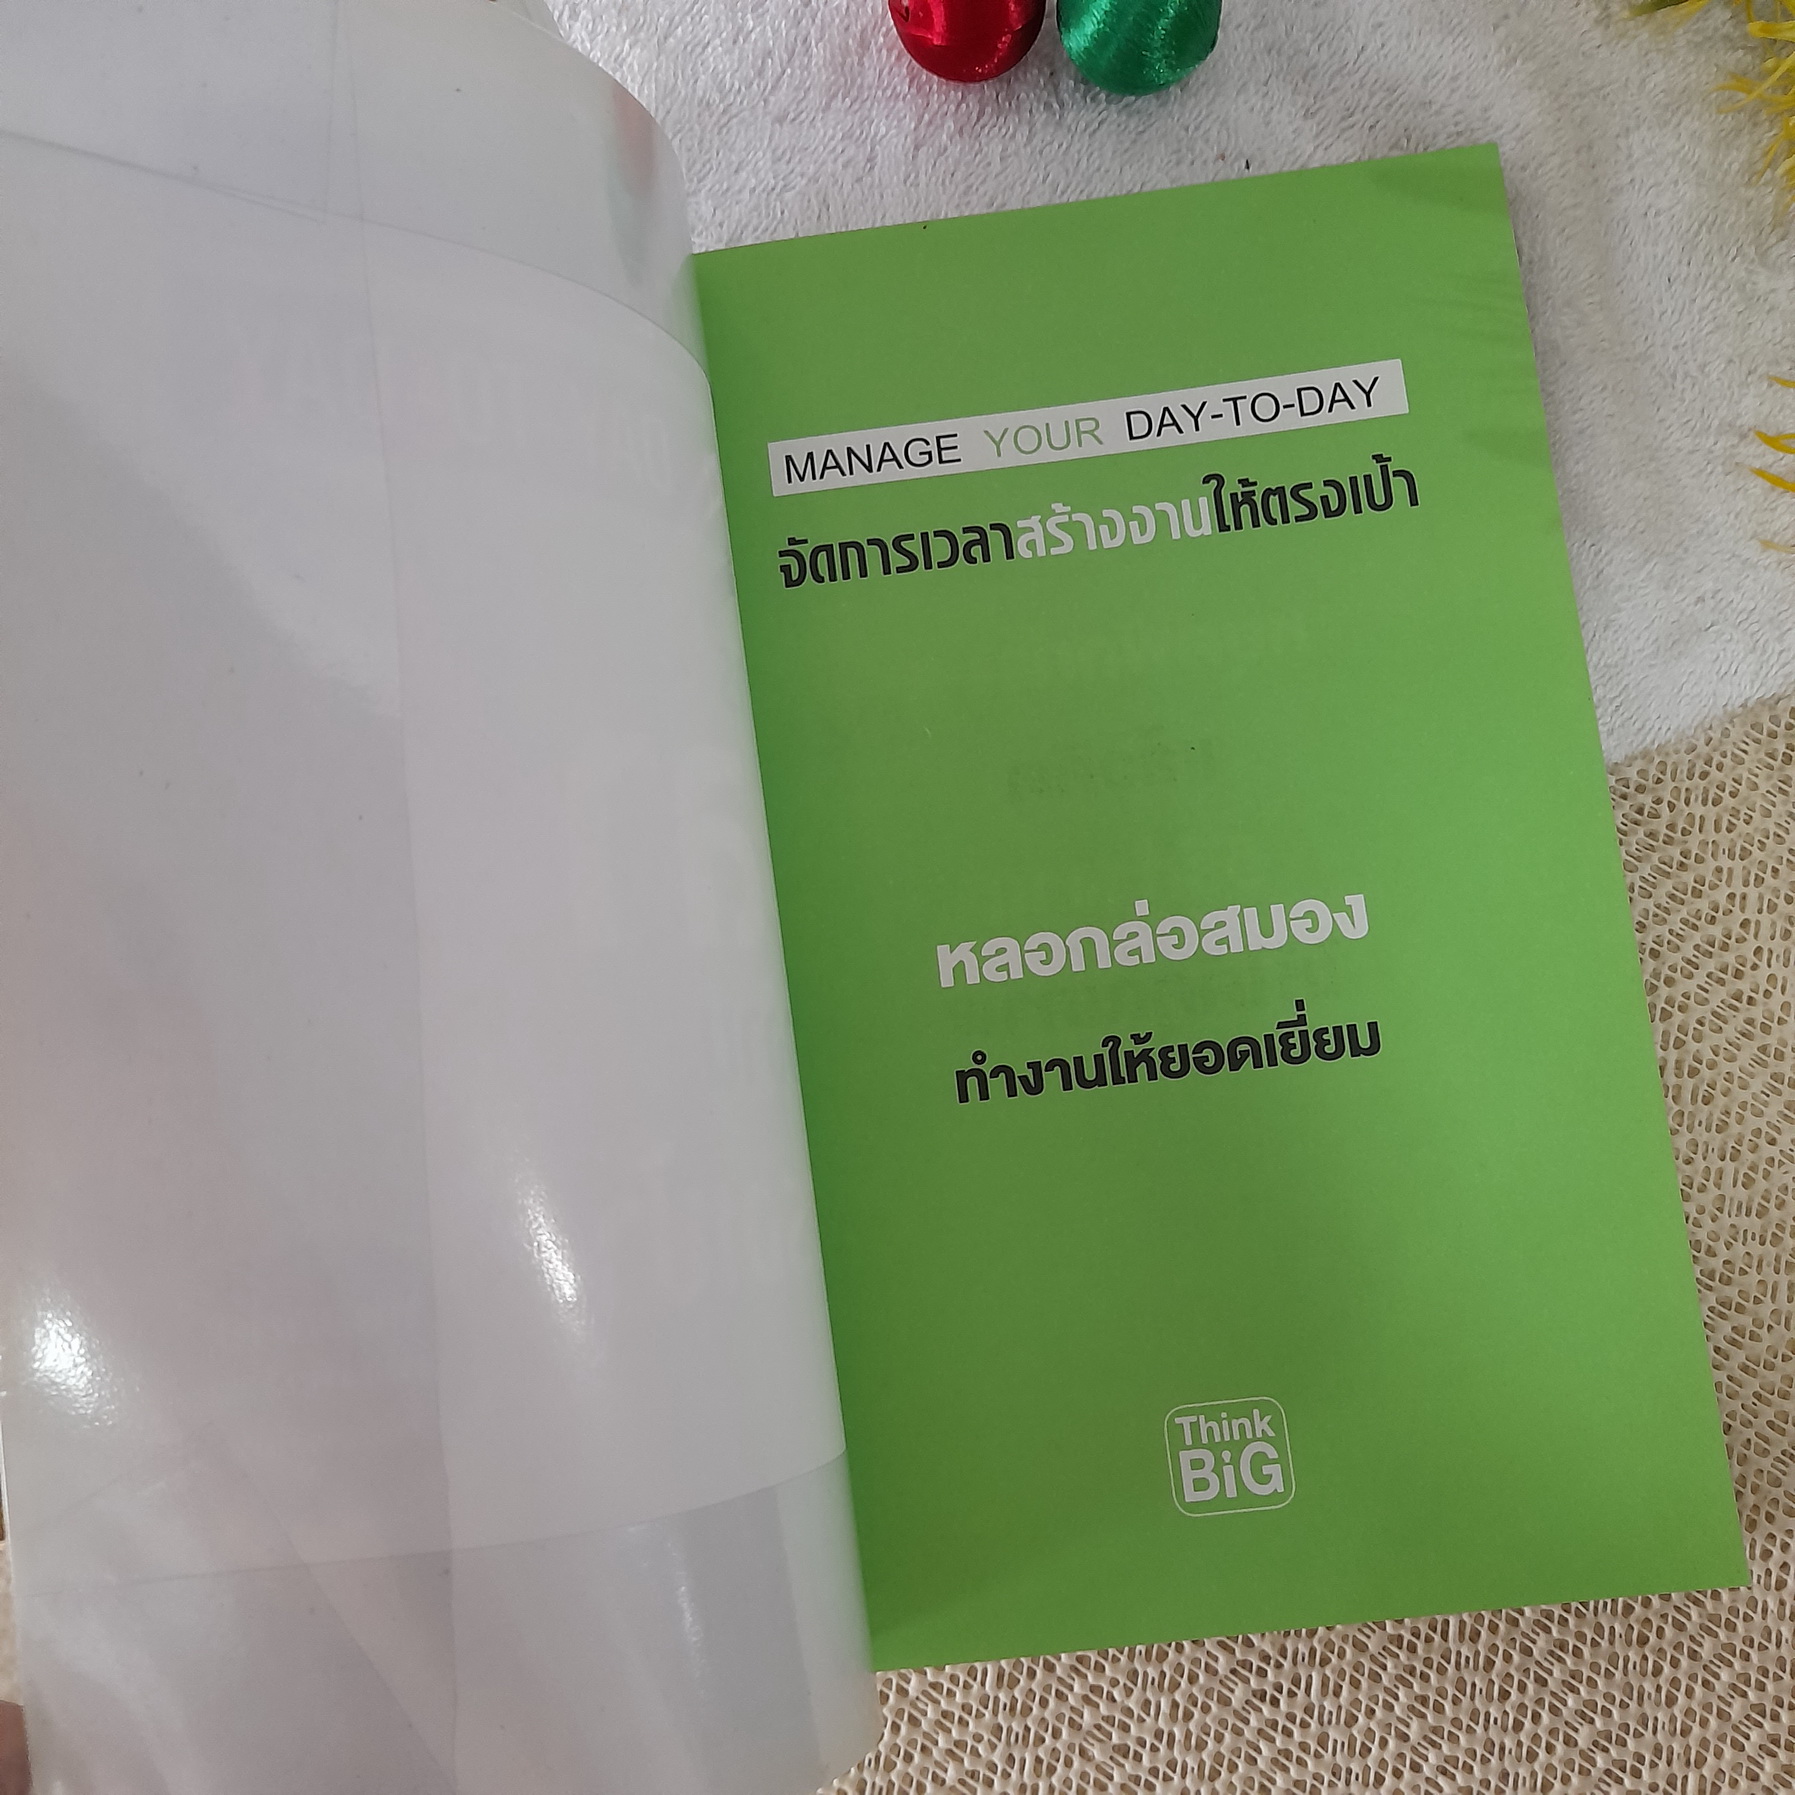 MANAGE YOUR DAY-TO-DAY
จัดการเวลาสร้างงานให้ตรงเป้า
หลอกล่อสมอง
ทำงานให้ยอดเยี่ยม
Think
BiG